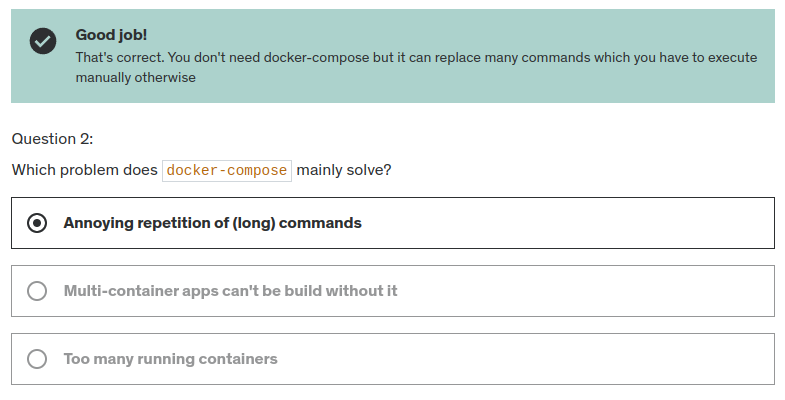 Good job!
That's correct. You don't need docker-compose but it can replace many commands which you have to execute
manually otherwise
Question 2:
Which problem does docker-compose mainly solve?
Annoying repetition of (long) commands
Multi-container apps can't be build without it
Too many running containers